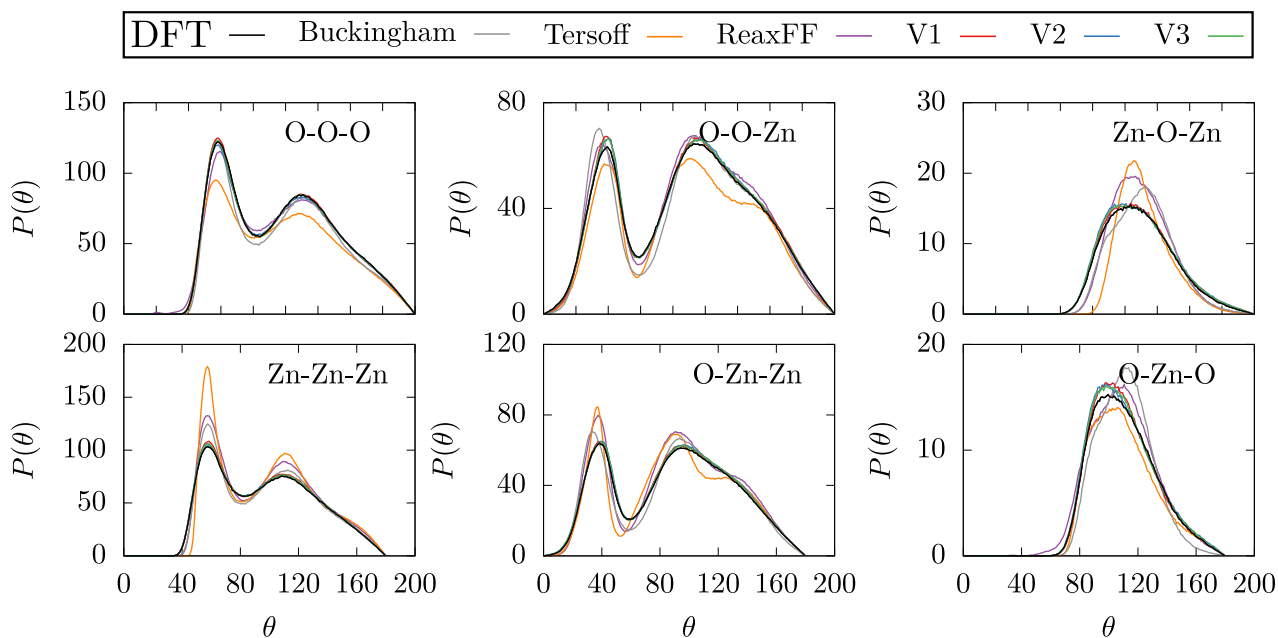 DFT Buckingham Tersoff ReaxFF V1 V2 V3
150 80 30
O-O-O O-O-Zn Zn-O-Zn
100 20
P(θ) P(θ) P(θ)
40
50 10
0 0 0
200 120 20
Zn-Zn-Zn O-Zn-Zn O-Zn-O
150
80
P(θ) 100 P(θ) P(θ) 10
40
50
0 0 0
0 40 80 120 160 200 0 40 80 120 160 200 0 40 80 120 160 200
θ θ θ